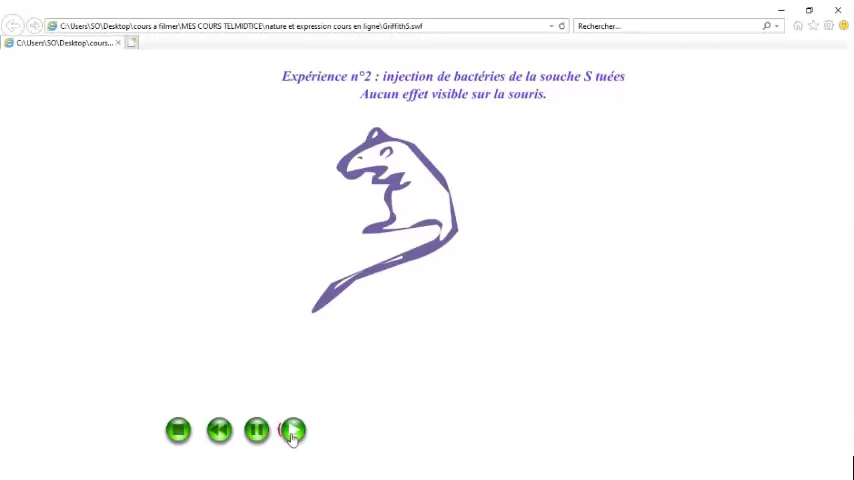 C:\Users\SO\Desktop\cours a filmer\MES COURS TELMIDTICE\nature et expression cours en ligne\Griffith5.swf
Rechercher...
C:\Users\SO\Desktop\cours...
Expérience n°2 : injection de bactéries de la souche S tuées
Aucun effet visible sur la souris.